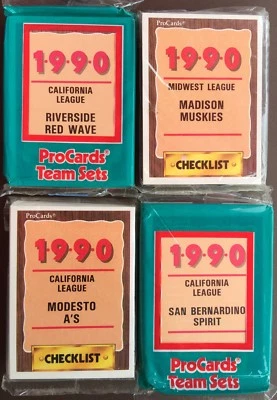 1990
CALIFORNIA
LEAGUE
RIVERSIDE
RED WAVE
ProCards®
Team Sets
ProCards®
1990
MIDWEST LEAGUE
MADISON
MUSKIES
CHECKLIST
ProCards®
1990
CALIFORNIA
LEAGUE
MODESTO
A'S
CHECKLIST
1990
CALIFORNIA
LEAGUE
SAN BERNARDINO
SPIRIT
ProCards®
Team Sets